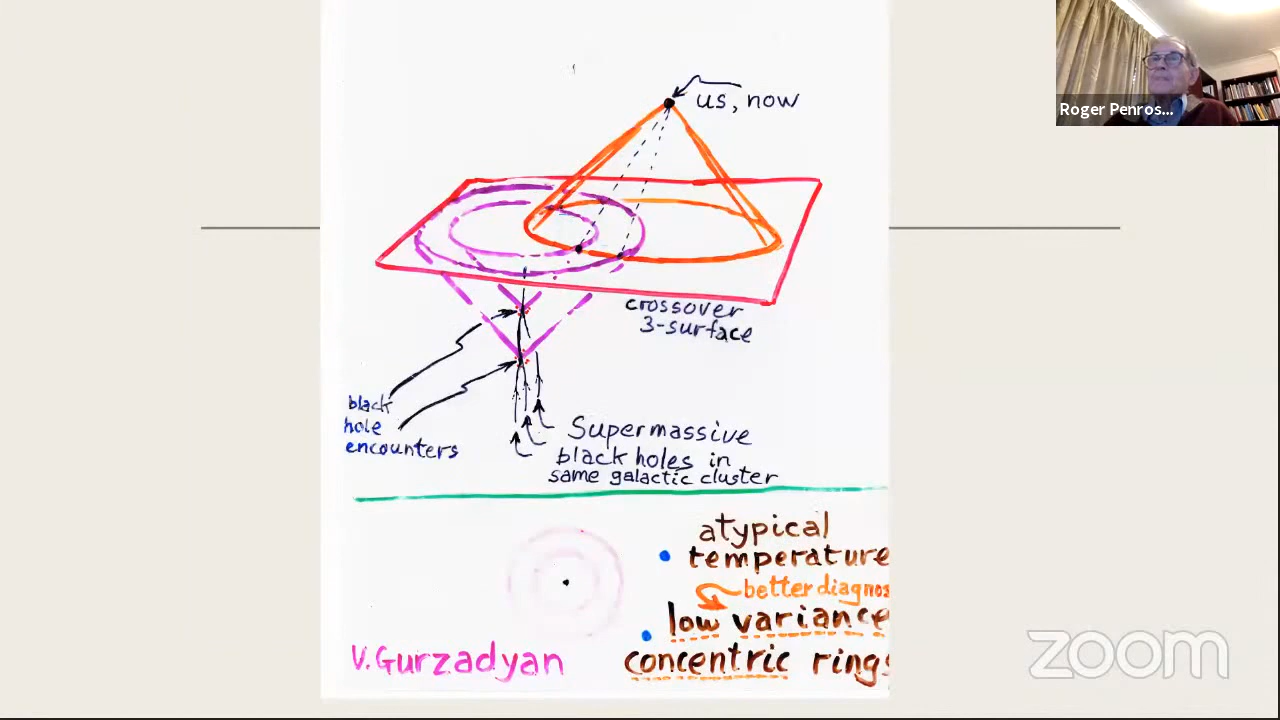 Roger Penros...
us, now
crossover
3-surface
black
hole
encounters
Supermassive
black holes in
same galactic cluster
atypical
temperature
better diagnos
low variance
concentric rings
V. Gurzadyan
zoom